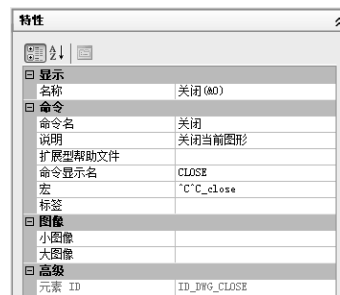 特性
显示
名称 关闭(&O)
命令
命令名 关闭
说明 关闭当前图形
扩展型帮助文件
命令显示名 CLOSE
宏 ^C^C_close
标签
图像
小图像
大图像
高级
元素 ID ID_DWG_CLOSE